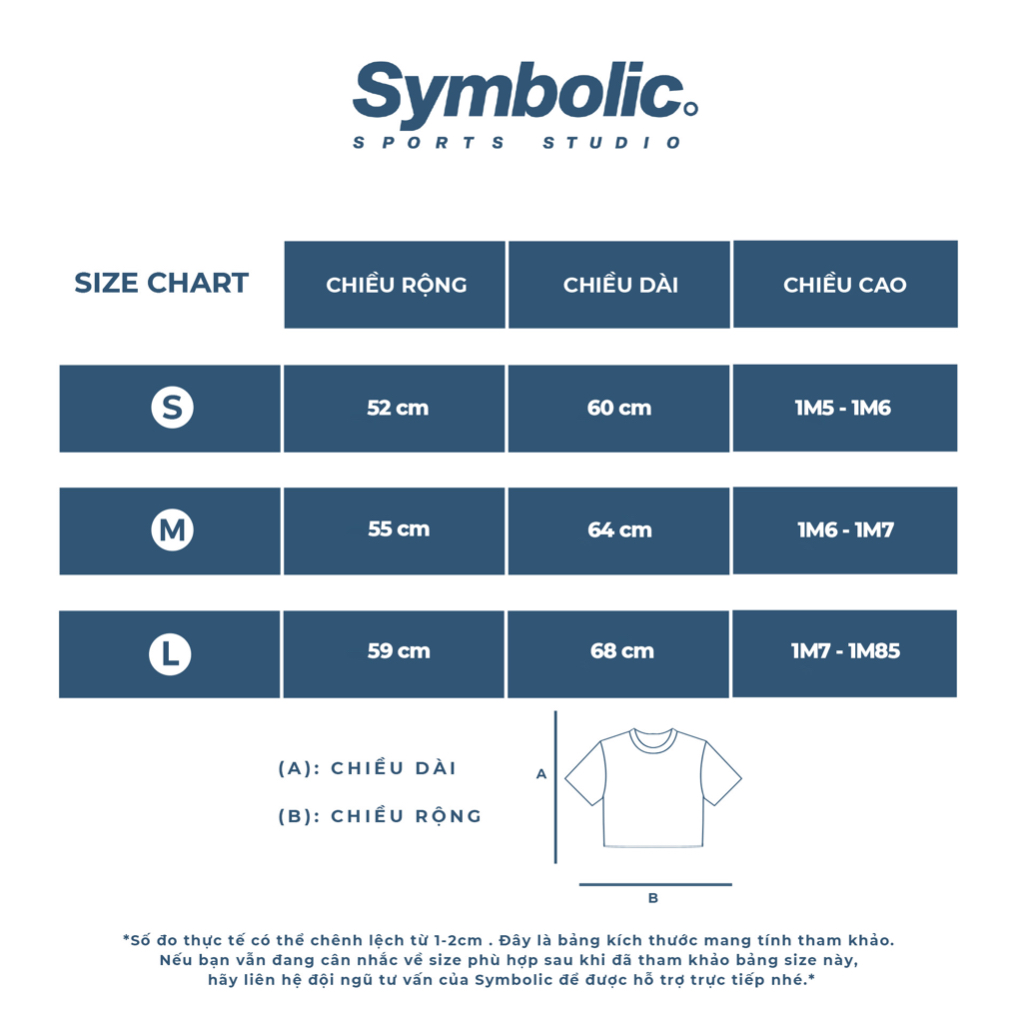 Symbolic
SPORTS STUDIO
SIZE CHART CHIỀU RỘNG CHIỀU DÀI CHIỀU CAO
S 52 cm 60 cm 1M5 - 1M6
M 55 cm 64 cm 1M6 - 1M7
L 59 cm 68 cm 1M7 - 1M85
(A): CHIỀU DÀI
A
(B): CHIỀU RỘNG
B
*Số đo thực tế có thể chênh lệch từ 1-2cm . Đây là bảng kích thước mang tính tham khảo.
Nếu bạn vẫn đang cân nhắc về size phù hợp sau khi đã tham khảo bảng size này,
hãy liên hệ đội ngũ tư vấn của Symbolic để được hỗ trợ trực tiếp nhé.*